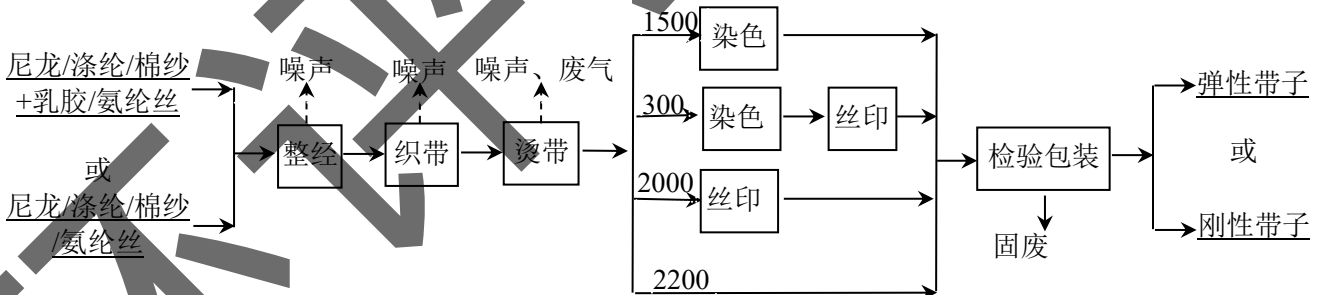 尼龙/涤纶/棉纱
+乳胶/氨纶丝
或
尼龙/涤纶/棉纱
/氨纶丝
噪声
整经
噪声
织带
噪声、废气
烫带
1500
染色
300
染色
丝印
2000
丝印
2200
检验包装
固废
弹性带子
或
刚性带子